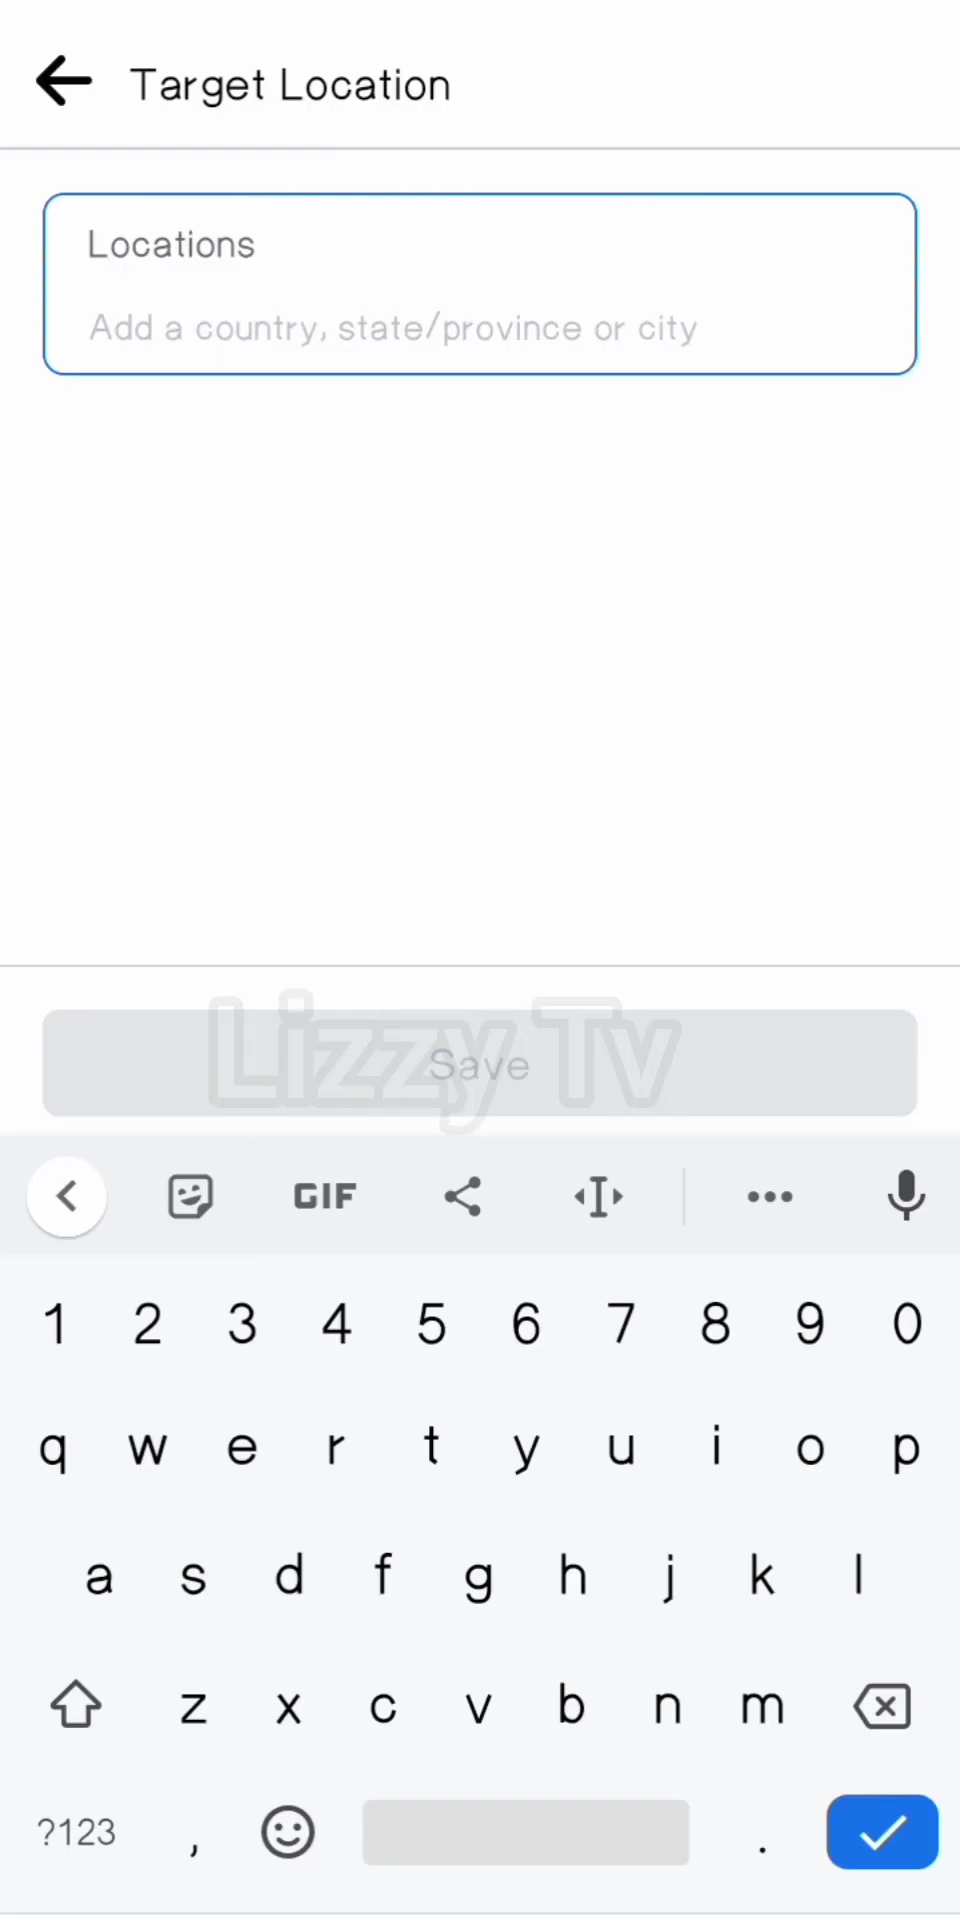 Target Location
Locations
Add a country, state/province or city
Lizzy Tv
Save
GIF
1 2 3 4 5 6 7 8 9 0
q w e r t y u i o p
a s d f g h j k l
z x c v b n m
?123 , .